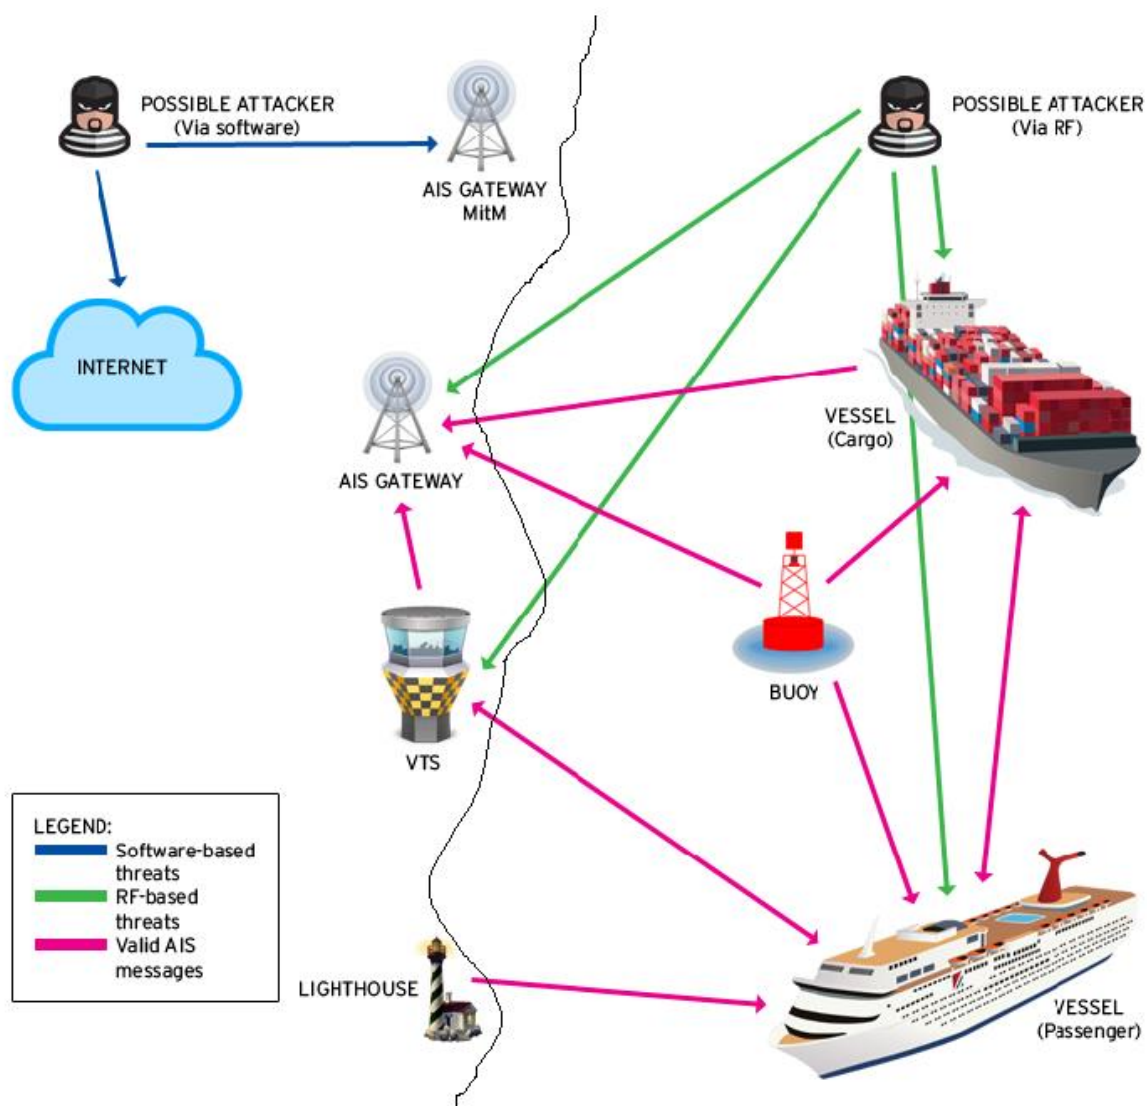 POSSIBLE ATTACKER
(Via software)
AIS GATEWAY
MitM
POSSIBLE ATTACKER
(Via RF)
INTERNET
AIS GATEWAY
VESSEL
(Cargo)
BUOY
VTS
LEGEND:
Software-based
threats
RF-based
threats
Valid AIS
messages
LIGHTHOUSE
VESSEL
(Passenger)